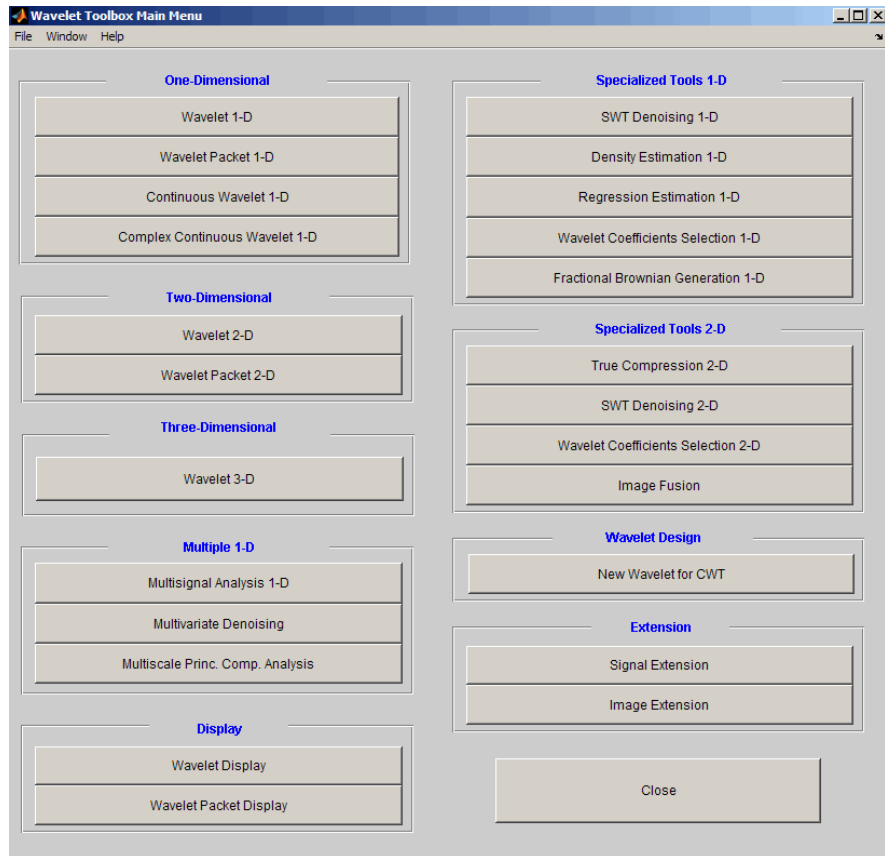 Wavelet Toolbox Main Menu
File Window Help
One-Dimensional
Wavelet 1-D
Wavelet Packet 1-D
Continuous Wavelet 1-D
Complex Continuous Wavelet 1-D
Two-Dimensional
Wavelet 2-D
Wavelet Packet 2-D
Three-Dimensional
Wavelet 3-D
Multiple 1-D
Multisignal Analysis 1-D
Multivariate Denoising
Multiscale Princ. Comp. Analysis
Display
Wavelet Display
Wavelet Packet Display
Specialized Tools 1-D
SWT Denoising 1-D
Density Estimation 1-D
Regression Estimation 1-D
Wavelet Coefficients Selection 1-D
Fractional Brownian Generation 1-D
Specialized Tools 2-D
True Compression 2-D
SWT Denoising 2-D
Wavelet Coefficients Selection 2-D
Image Fusion
Wavelet Design
New Wavelet for CWT
Extension
Signal Extension
Image Extension
Close